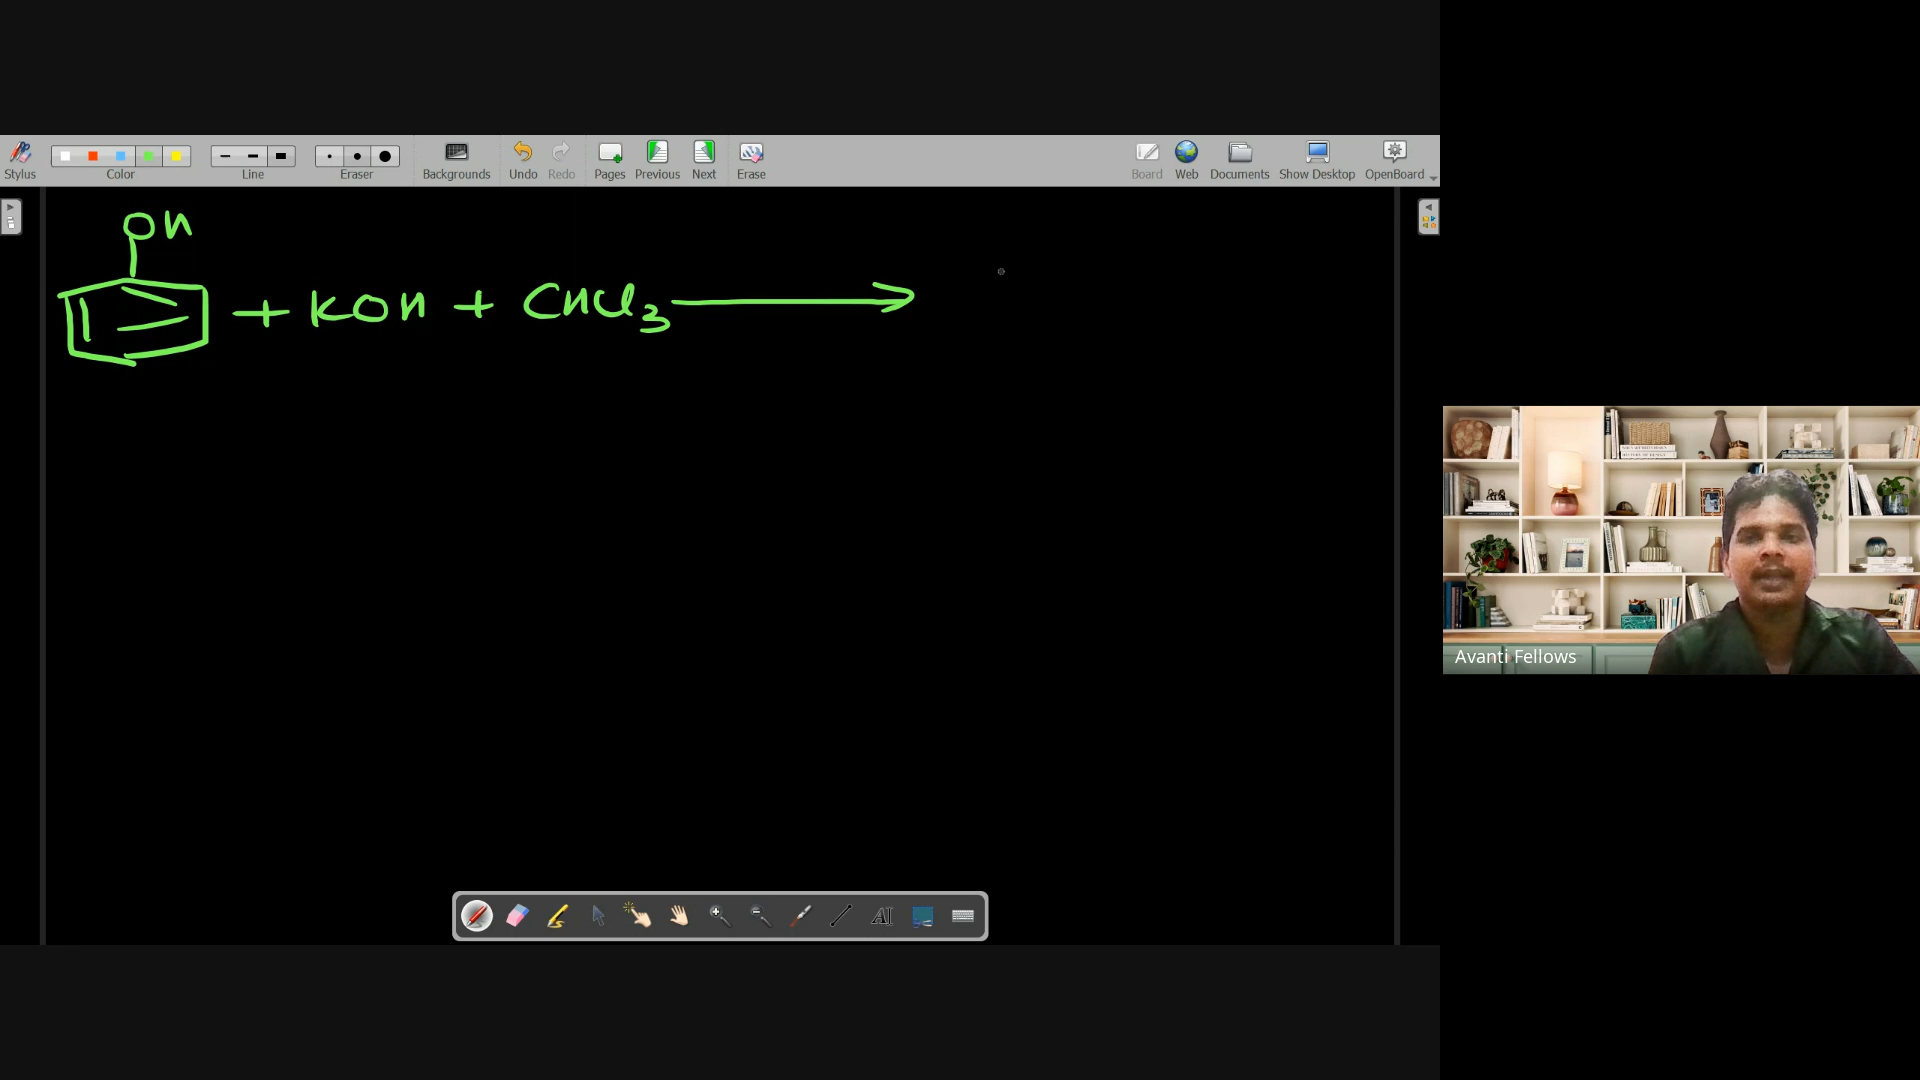 Stylus Color Line Eraser Backgrounds Undo Redo Pages Previous Next Erase Board Web Documents Show Desktop OpenBoard
OH
+ KOH + CHCl3
AI
Avanti Fellows